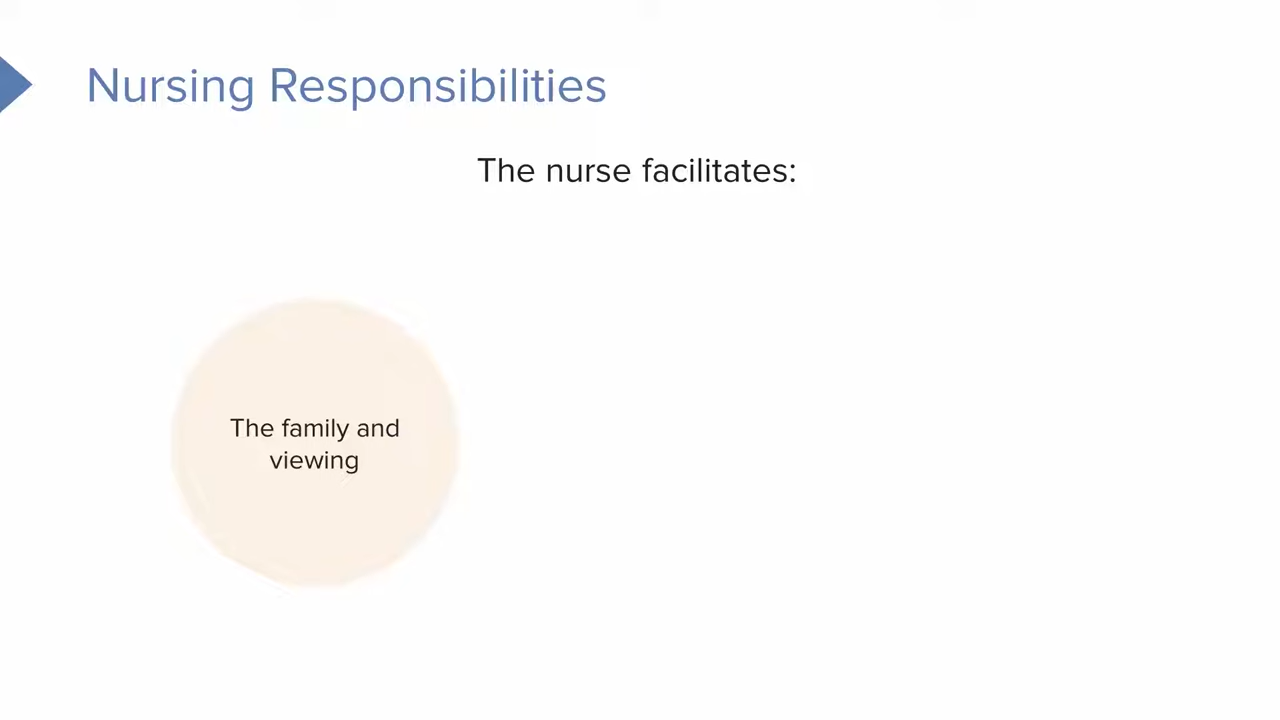 Nursing Responsibilities
The nurse facilitates:
The family and
viewing